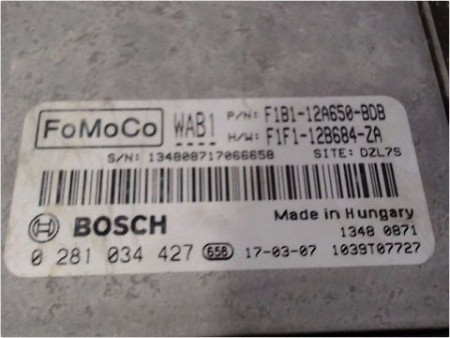 FoMoCo WAB1 P/N: F1B1-12A650-BDB
H/W: F1F1-12B684-ZA
S/N: 134808717066658 SITE: DZL7S
BOSCH Made in Hungary
1348 0871
0 281 034 427 658 17-03-07 1039T07727